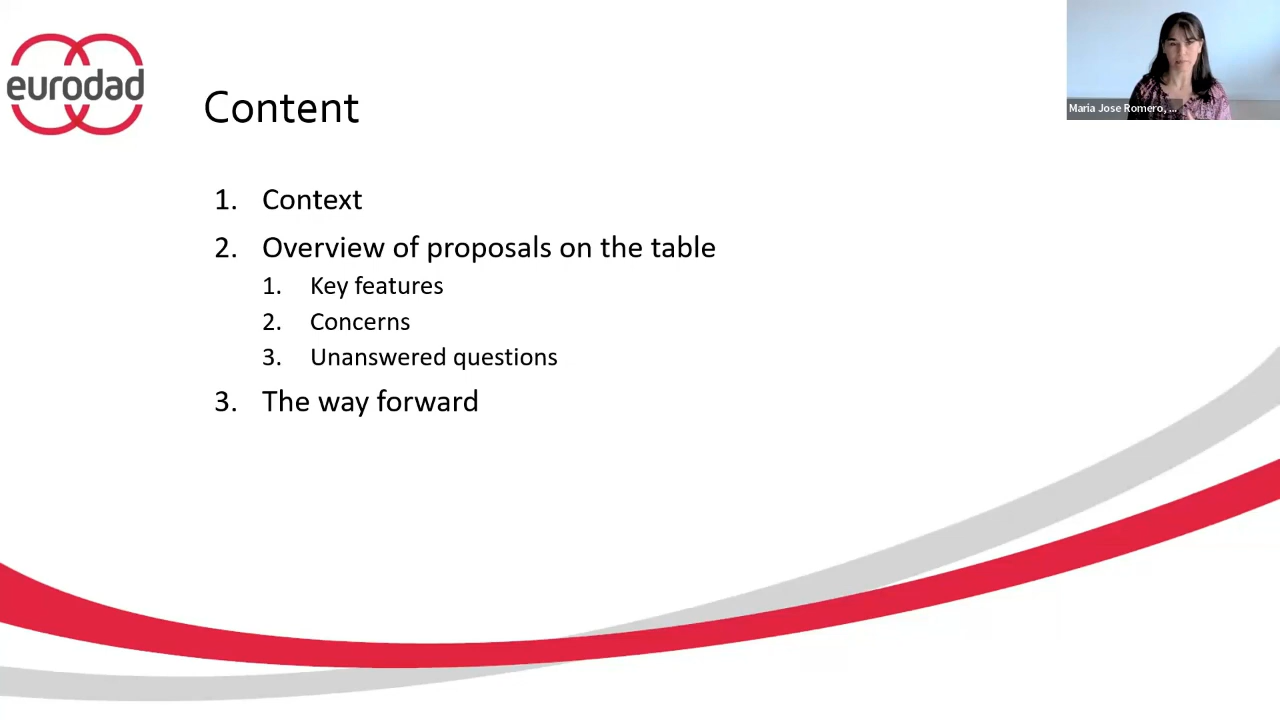 eurodad
Content
Maria Jose Romero, ...
1. Context
2. Overview of proposals on the table
1. Key features
2. Concerns
3. Unanswered questions
3. The way forward